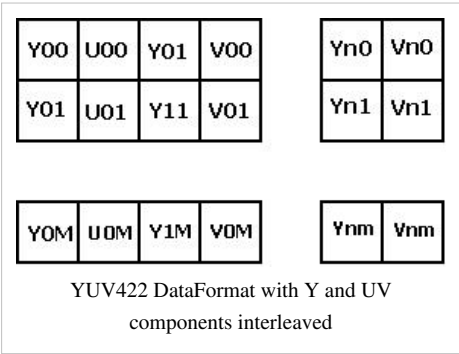 Y00 U00 Y01 V00 Yn0 Vn0
Y01 U01 Y11 V01 Yn1 Vn1
Y0M U0M Y1M V0M Ynm Vnm
YUV422 DataFormat with Y and UV
components interleaved